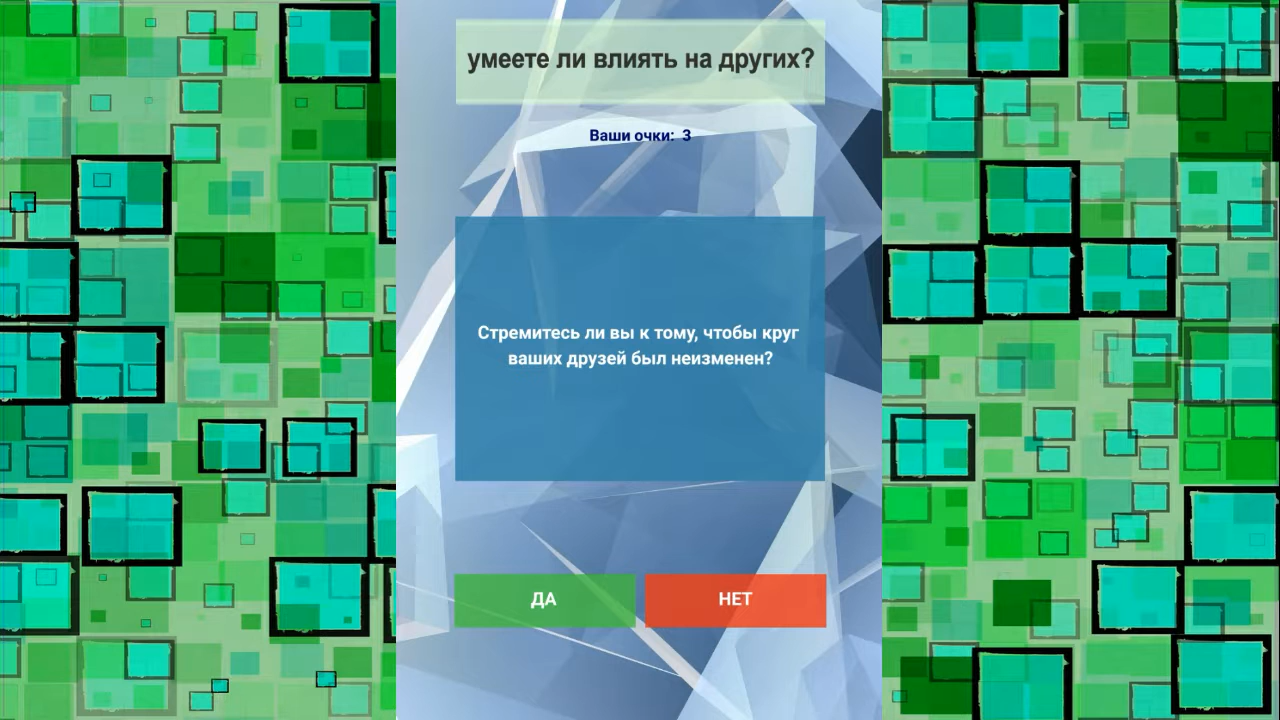 умеете ли влиять на других?
Ваши очки: 3
Стремитесь ли вы к тому, чтобы круг
ваших друзей был неизменен?
ДА
НЕТ